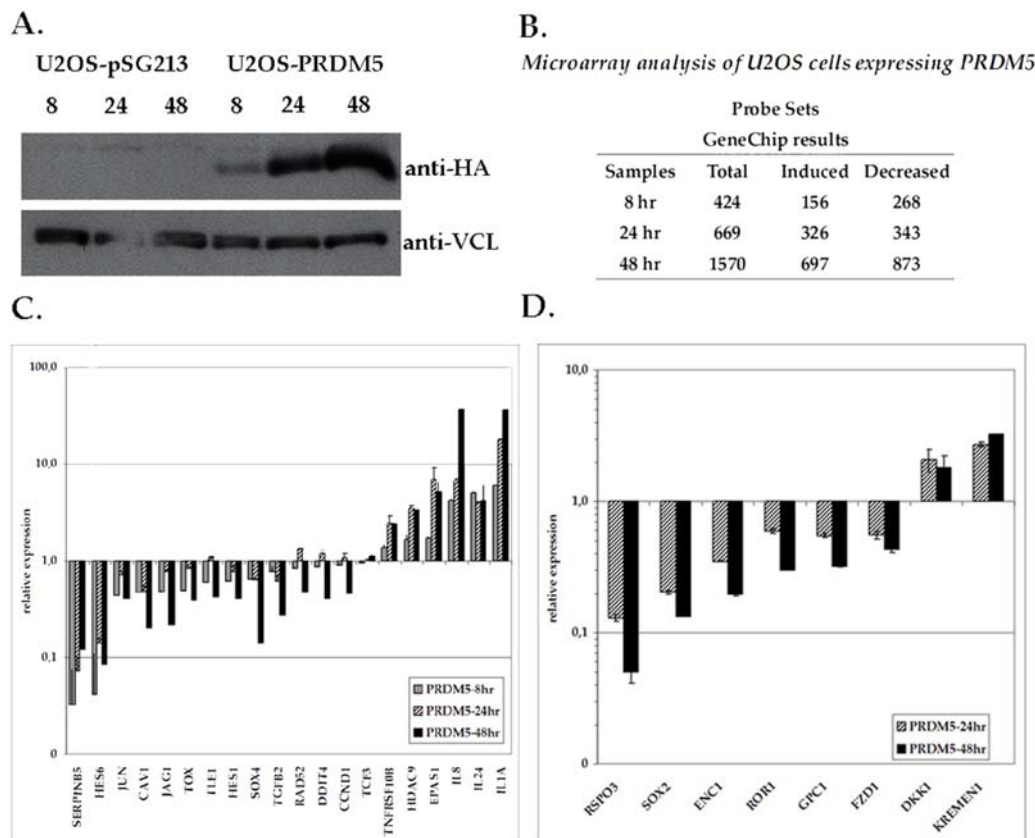 A.
U2OS-pSG213 U2OS-PRDM5
8 24 48 8 24 48
anti-HA
anti-VCL
B.
Microarray analysis of U2OS cells expressing PRDM5
Probe Sets
GeneChip results
Samples Total Induced Decreased
8 hr 424 156 268
24 hr 669 326 343
48 hr 1570 697 873
C.
100,0
10,0
1,0
0,1
0
relative expression
PRDM5-8hr
PRDM5-24hr
PRDM5-48hr
SERPINB5
HES6
JUN
CAV1
JAG1
TOX
TLE1
HES1
SOX4
TGFB2
RAD52
DDIT4
CCND1
TCF3
TNFRSF10B
HDAC9
EPAS1
IL8
IL24
IL1A
D.
10,0
1,0
0,1
0
relative expression
PRDM5-24hr
PRDM5-48hr
RSPO3
SOX2
ENC1
ROR1
GPC1
FZD1
DKK1
KREMEN1